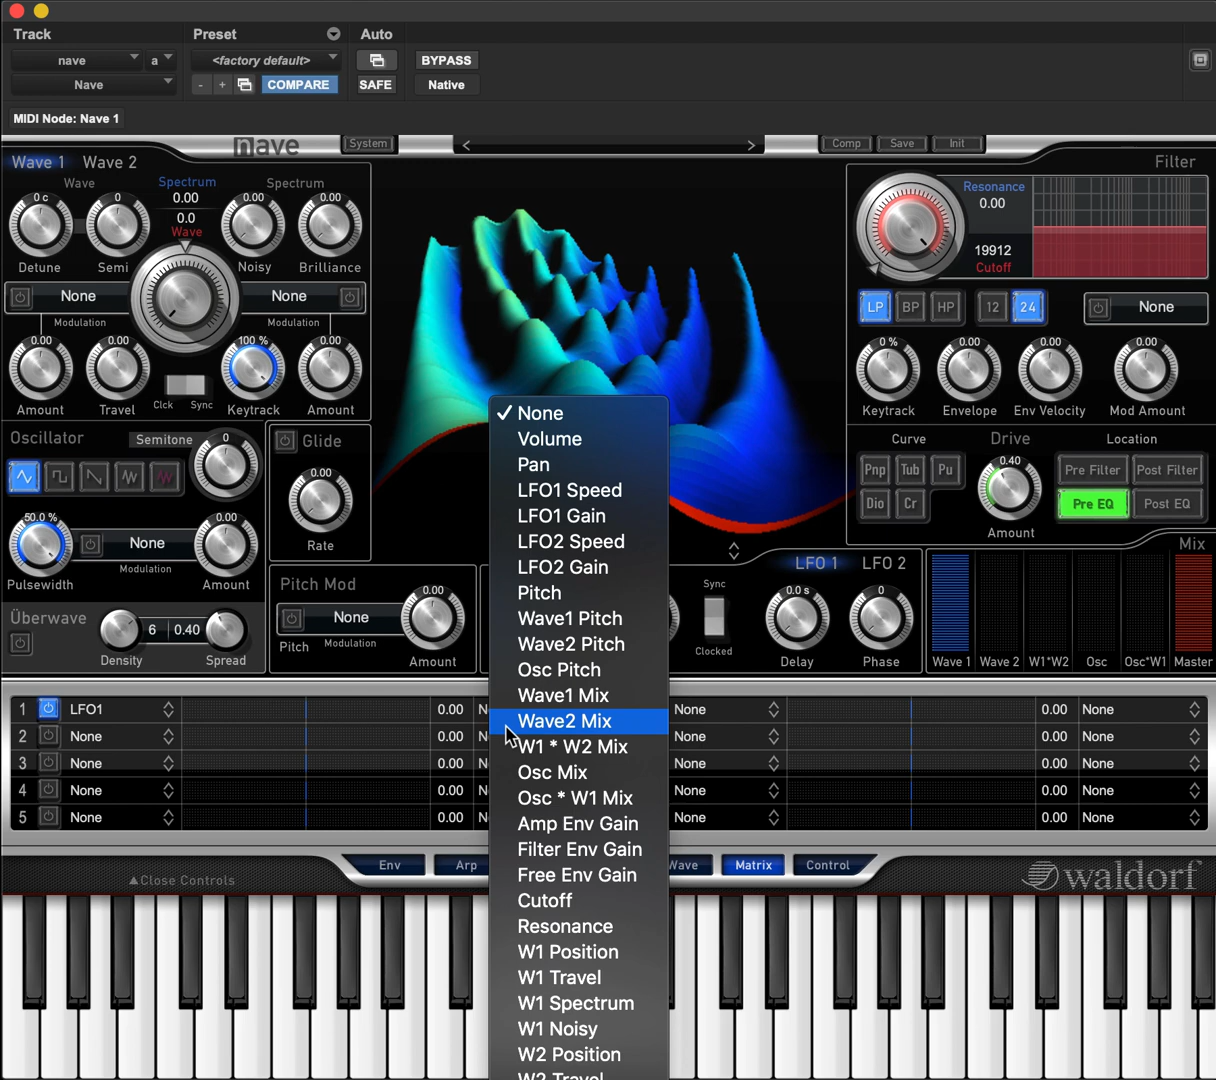 Track
Preset
Auto
nave
a
<factory default>
BYPASS
Nave
-
+
COMPARE
SAFE
Native
MIDI Node: Nave 1
nave
System
<
>
Comp
Save
Init
Wave 1
Wave 2
Filter
Wave
Spectrum
Spectrum
0 c
0
0.00
0.00
0.00
0.0
Wave
Detune
Semi
Noisy
Brilliance
Resonance
0.00
19912
Cutoff
None
None
Modulation
Modulation
LP
BP
HP
12
24
None
0.00
0.00
100 %
0.00
Amount
Travel
Clck
Sync
Keytrack
Amount
0 %
0.00
0.00
0.00
Keytrack
Envelope
Env Velocity
Mod Amount
Oscillator
Semitone
0
Glide
0.00
Rate
50.0 %
None
Modulation
0.00
Pulsewidth
Amount
Curve
Drive
Location
Pnp
Tub
Pu
0.40
Pre Filter
Post Filter
Dio
Cr
Pre EQ
Post EQ
Amount
Mix
Überwave
6
0.40
Density
Spread
Pitch Mod
None
0.00
Pitch
Modulation
Amount
Sync
Clocked
LFO 1
LFO 2
0.0 s
0
Delay
Phase
Wave 1
Wave 2
W1*W2
Osc
Osc*W1
Master
1
LFO1
0.00
None
0.00
None
2
None
0.00
N
None
0.00
None
3
None
0.00
N
None
0.00
None
4
None
0.00
N
None
0.00
None
5
None
0.00
N
None
0.00
None
✓ None
Volume
Pan
LFO1 Speed
LFO1 Gain
LFO2 Speed
LFO2 Gain
Pitch
Wave1 Pitch
Wave2 Pitch
Osc Pitch
Wave1 Mix
Wave2 Mix
W1 * W2 Mix
Osc Mix
Osc * W1 Mix
Amp Env Gain
Filter Env Gain
Free Env Gain
Cutoff
Resonance
W1 Position
W1 Travel
W1 Spectrum
W1 Noisy
W2 Position
W2 Travel
Close Controls
Env
Arp
Wave
Matrix
Control
waldorf